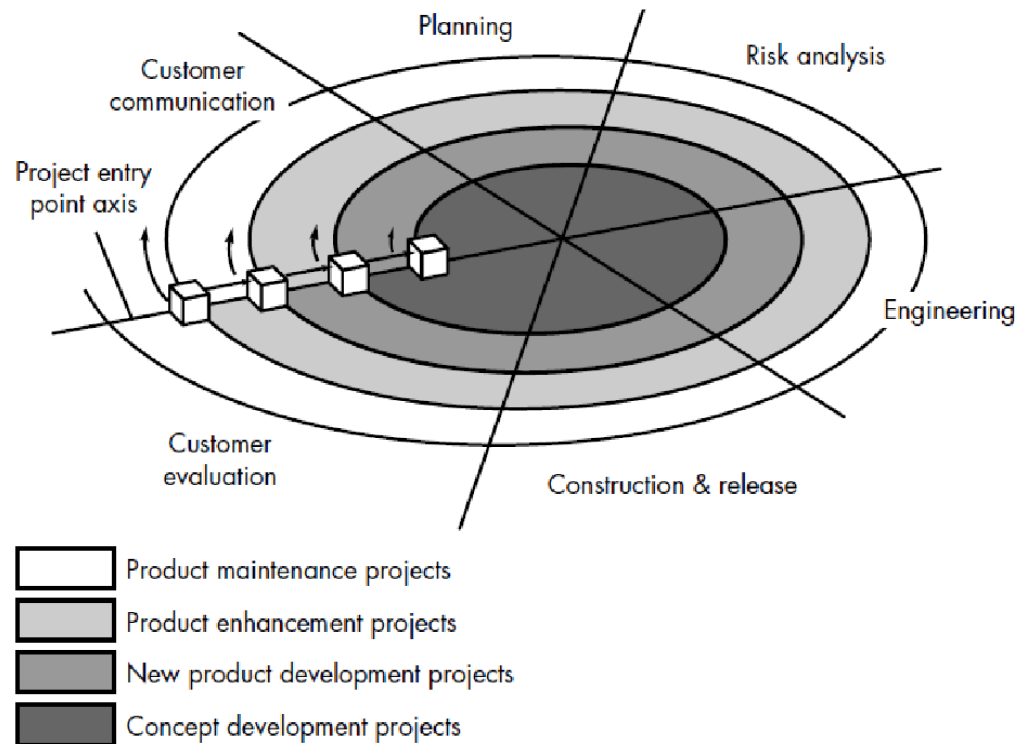 Planning
Risk analysis
Customer
communication
Project entry
point axis
Engineering
Customer
evaluation
Construction & release
Product maintenance projects
Product enhancement projects
New product development projects
Concept development projects